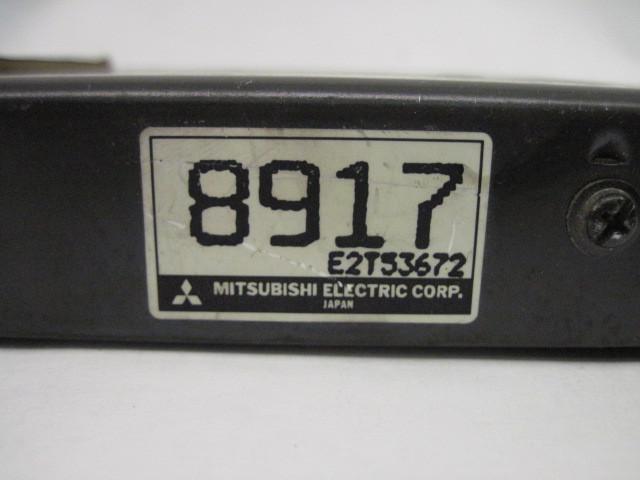 8917
E2T53672
MITSUBISHI ELECTRIC CORP.
JAPAN